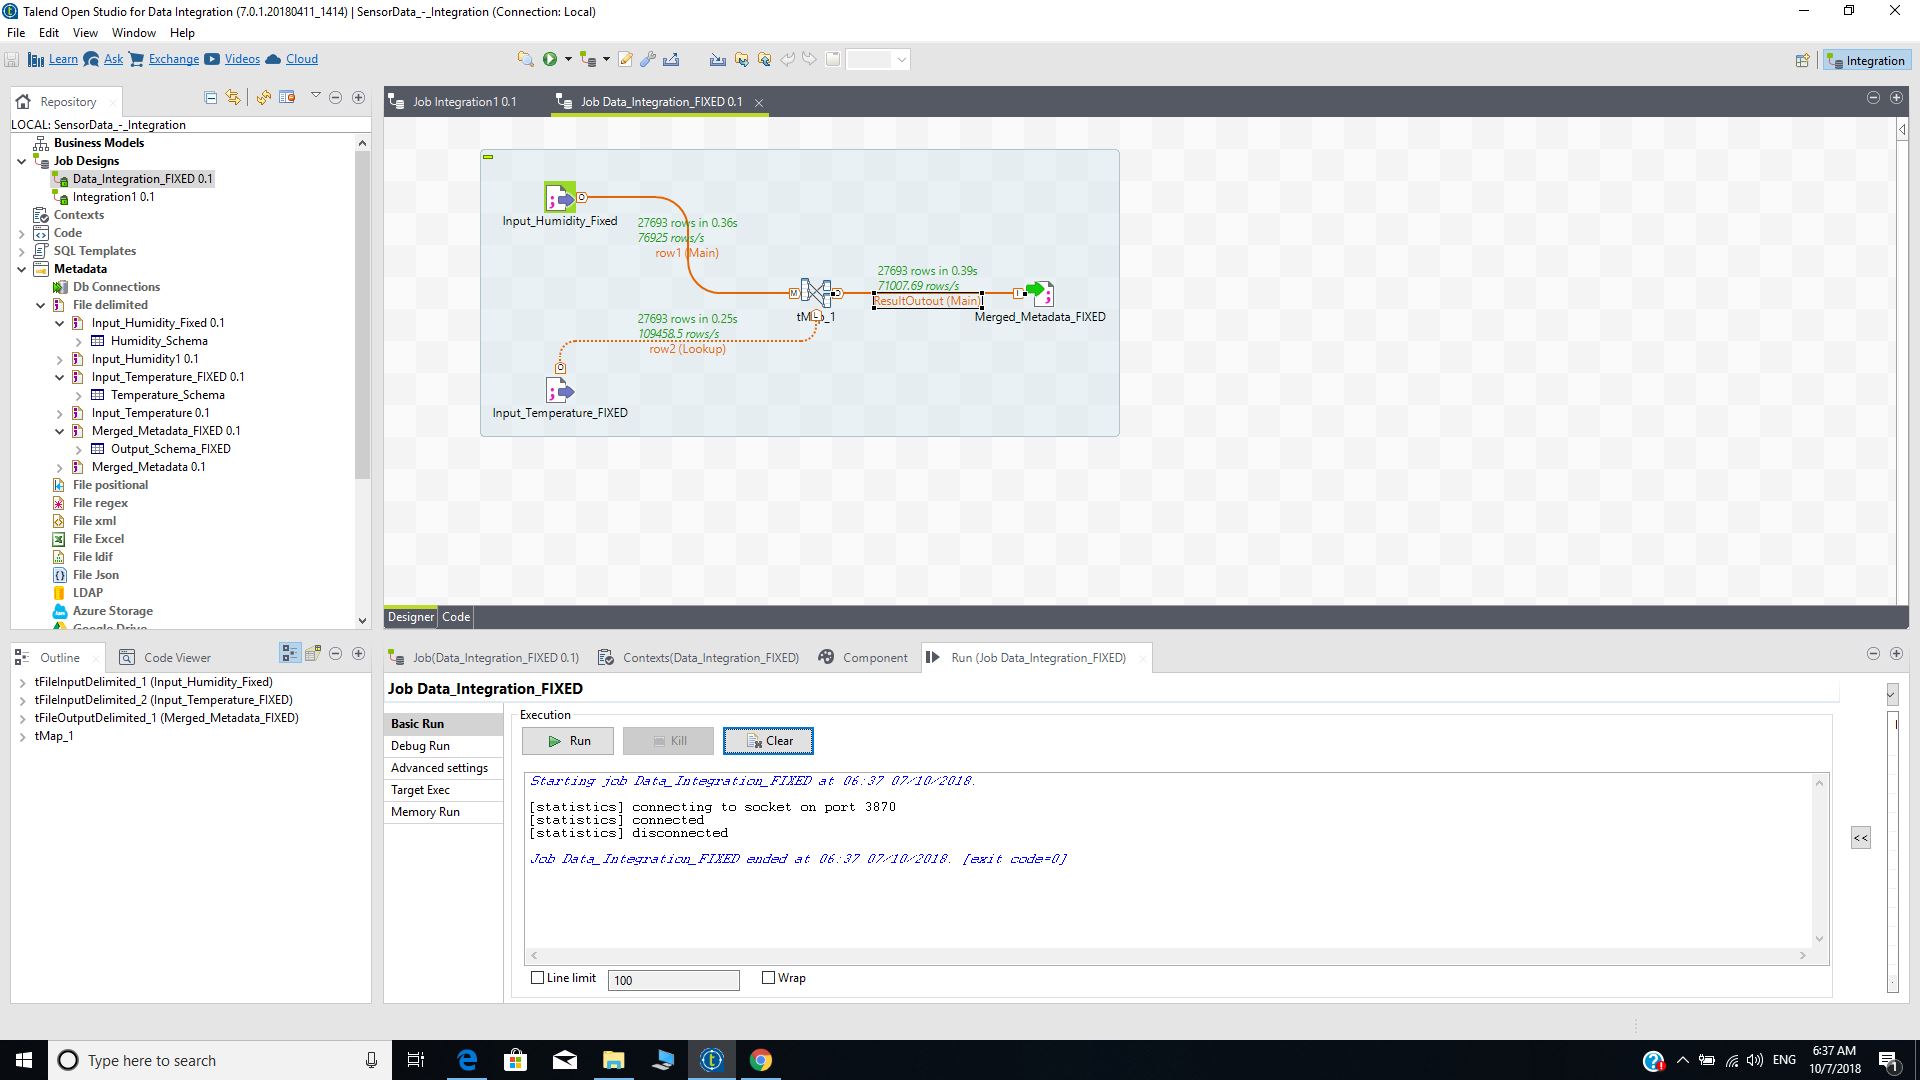 Talend Open Studio for Data Integration (7.0.1.20180411_1414) | SensorData_-_Integration (Connection: Local)
File Edit View Window Help
Learn Ask Exchange Videos Cloud
Integration
Repository
LOCAL: SensorData_-_Integration
Business Models
Job Designs
Data_Integration_FIXED 0.1
Integration1 0.1
Contexts
Code
SQL Templates
Metadata
Db Connections
File delimited
Input_Humidity_Fixed 0.1
Humidity_Schema
Input_Humidity1 0.1
Input_Temperature_FIXED 0.1
Temperature_Schema
Input_Temperature 0.1
Merged_Metadata_FIXED 0.1
Output_Schema_FIXED
Merged_Metadata 0.1
File positional
File regex
File xml
File Excel
File ldif
File Json
LDAP
Azure Storage
Google Drive
Job Integration1 0.1
Job Data_Integration_FIXED 0.1
Input_Humidity_Fixed
27693 rows in 0.36s
76925 rows/s
row1 (Main)
27693 rows in 0.39s
71007.69 rows/s
ResultOutout (Main)
tMap_1
Merged_Metadata_FIXED
27693 rows in 0.25s
109458.5 rows/s
row2 (Lookup)
Input_Temperature_FIXED
Designer Code
Outline
Code Viewer
tFileInputDelimited_1 (Input_Humidity_Fixed)
tFileInputDelimited_2 (Input_Temperature_FIXED)
tFileOutputDelimited_1 (Merged_Metadata_FIXED)
tMap_1
Job(Data_Integration_FIXED 0.1)
Contexts(Data_Integration_FIXED)
Component
Run (Job Data_Integration_FIXED)
Job Data_Integration_FIXED
Basic Run
Debug Run
Advanced settings
Target Exec
Memory Run
Execution
Run
Kill
Clear
Starting job Data_Integration_FIXED at 06:37 07/10/2018.
[statistics] connecting to socket on port 3870
[statistics] connected
[statistics] disconnected
Job Data_Integration_FIXED ended at 06:37 07/10/2018. [exit code=0]
<<
Line limit
100
Wrap
Type here to search
ENG
6:37 AM
10/7/2018
1